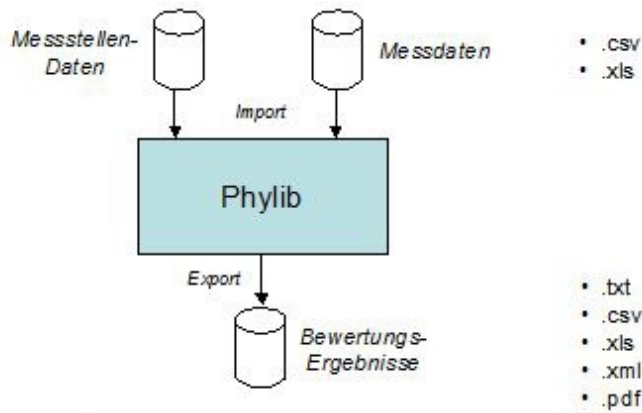 Messstellen-
Daten
Messdaten
• .csv
• .xls
Import
Phylib
Export
Bewertungs-
Ergebnisse
• .txt
• .csv
• .xls
• .xml
• .pdf